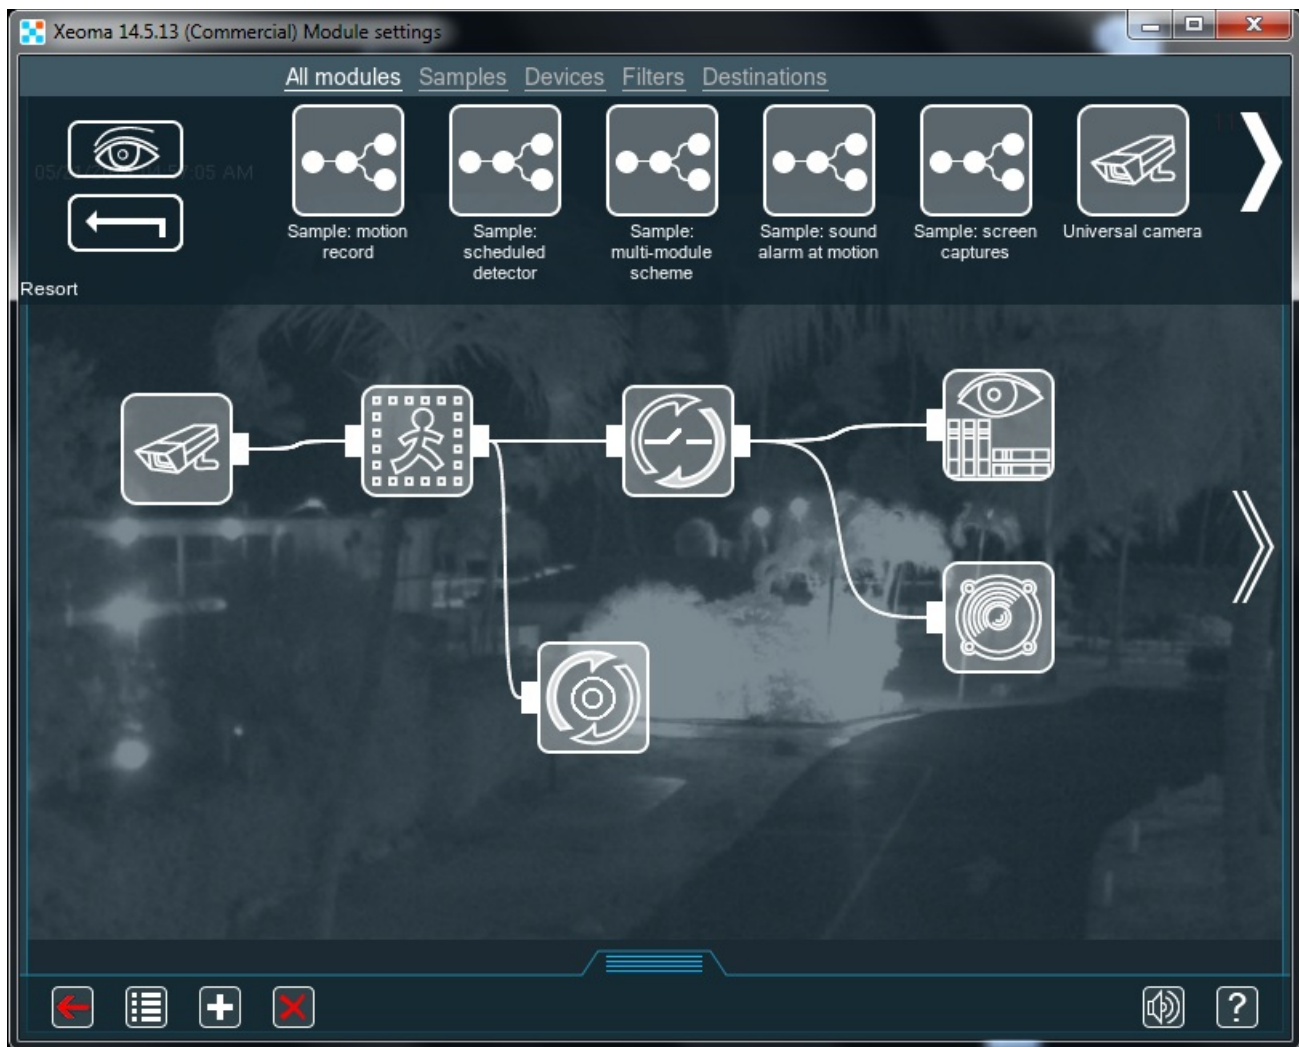 Xeoma 14.5.13 (Commercial) Module settings
All modules Samples Devices Filters Destinations
Sample: motion
record
Sample:
scheduled
detector
Sample:
multi-module
scheme
Sample: sound
alarm at motion
Sample: screen
captures
Universal camera
Resort